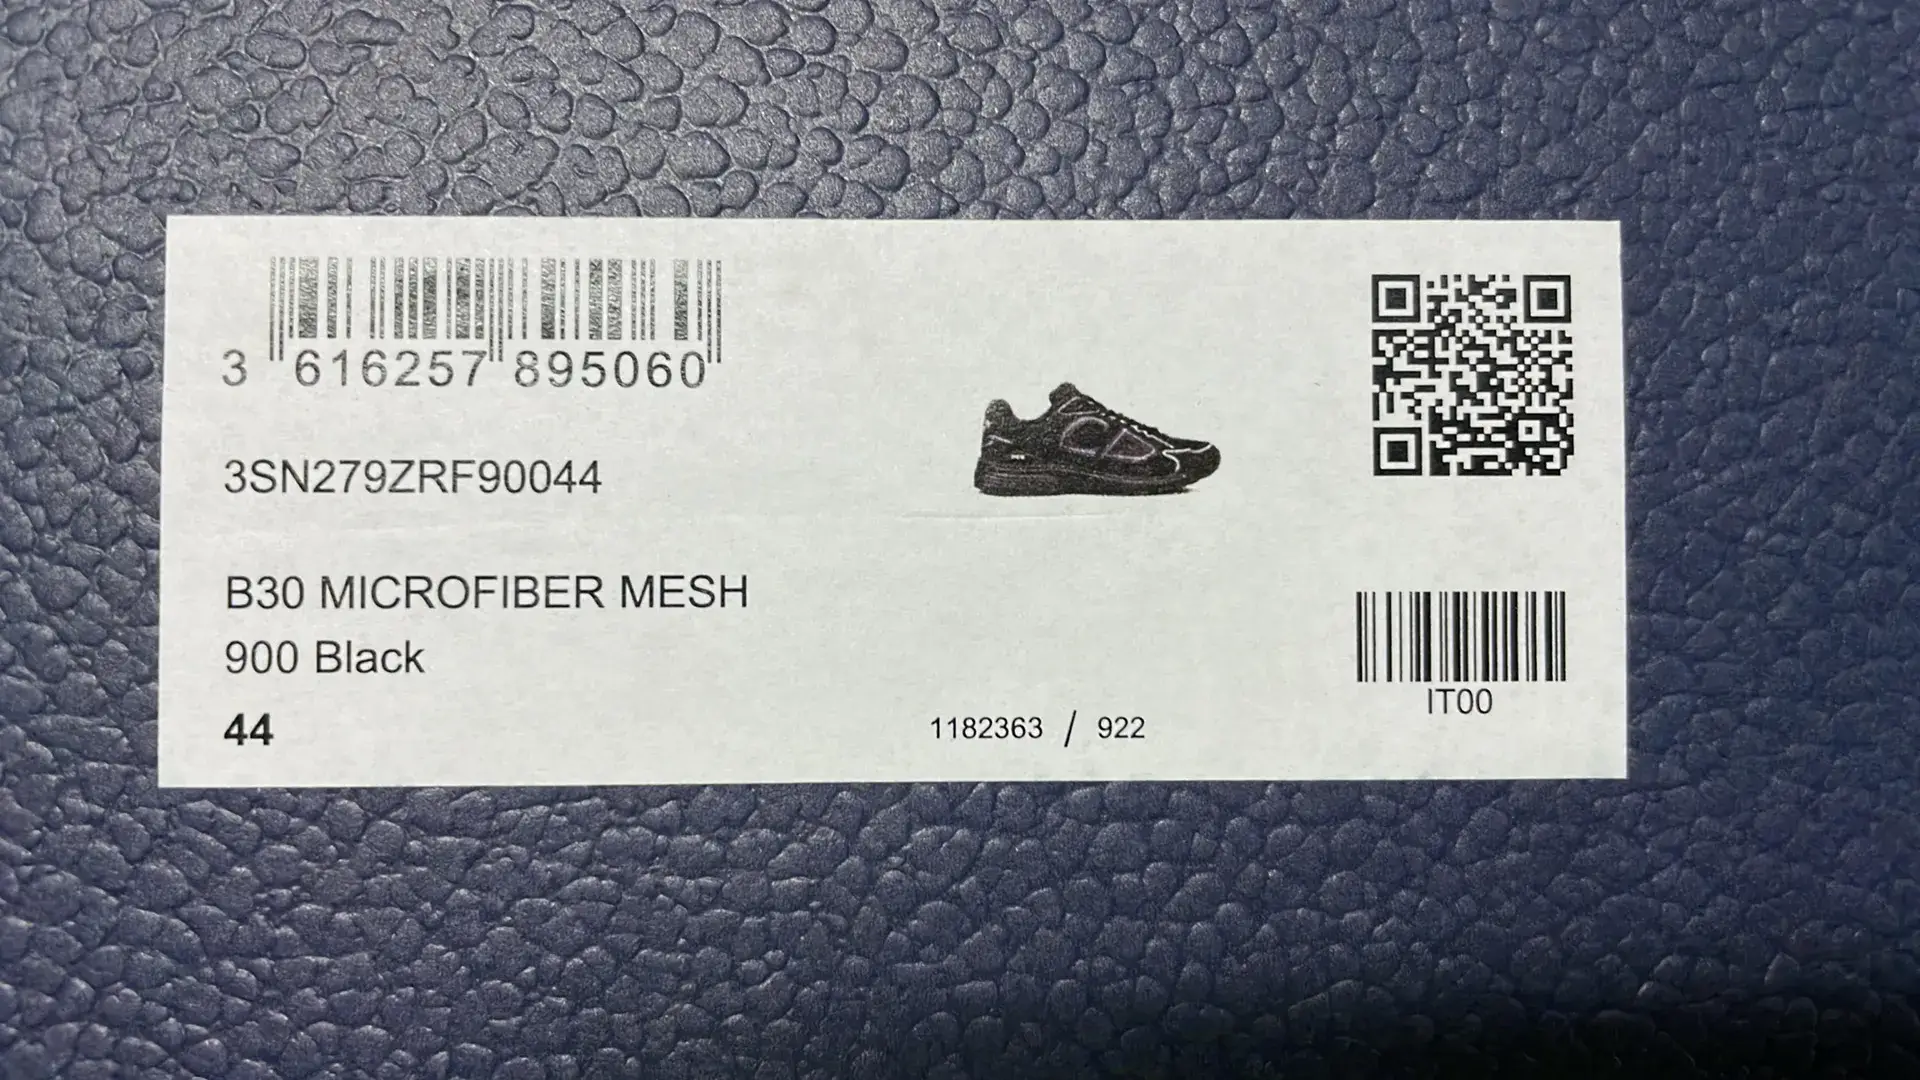 3 616257 895060
3SN279ZRF90044
B30 MICROFIBER MESH
900 Black
44
1182363 / 922
IT00